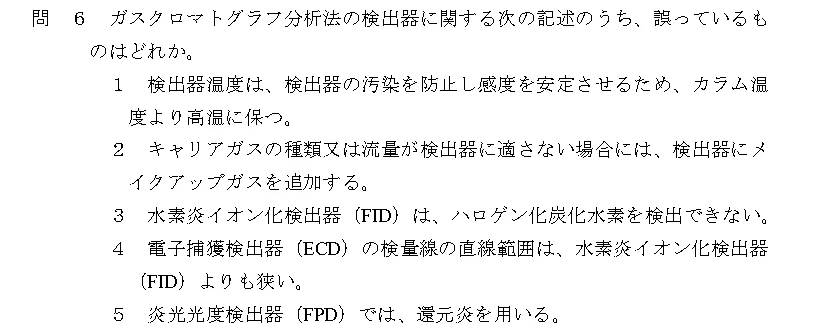 問 6 ガスクロマトグラフ分析法の検出器に関する次の記述のうち、誤っているも
のはどれか。
1 検出器温度は、検出器の汚染を防止し感度を安定させるため、カラム温
度より高温に保つ。
2 キャリアガスの種類又は流量が検出器に適さない場合には、検出器にメ
イクアップガスを追加する。
3 水素炎イオン化検出器（FID）は、ハロゲン化炭化水素を検出できない。
4 電子捕獲検出器（ECD）の検量線の直線範囲は、水素炎イオン化検出器
（FID）よりも狭い。
5 炎光光度検出器（FPD）では、還元炎を用いる。